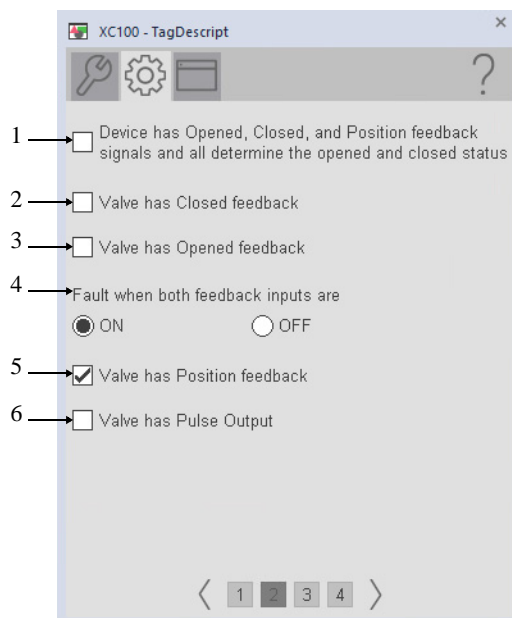 XC100 - TagDescript
×
?
1
Device has Opened, Closed, and Position feedback
signals and all determine the opened and closed status
2
Valve has Closed feedback
3
Valve has Opened feedback
4
Fault when both feedback inputs are
ON OFF
5
Valve has Position feedback
6
Valve has Pulse Output
1 2 3 4